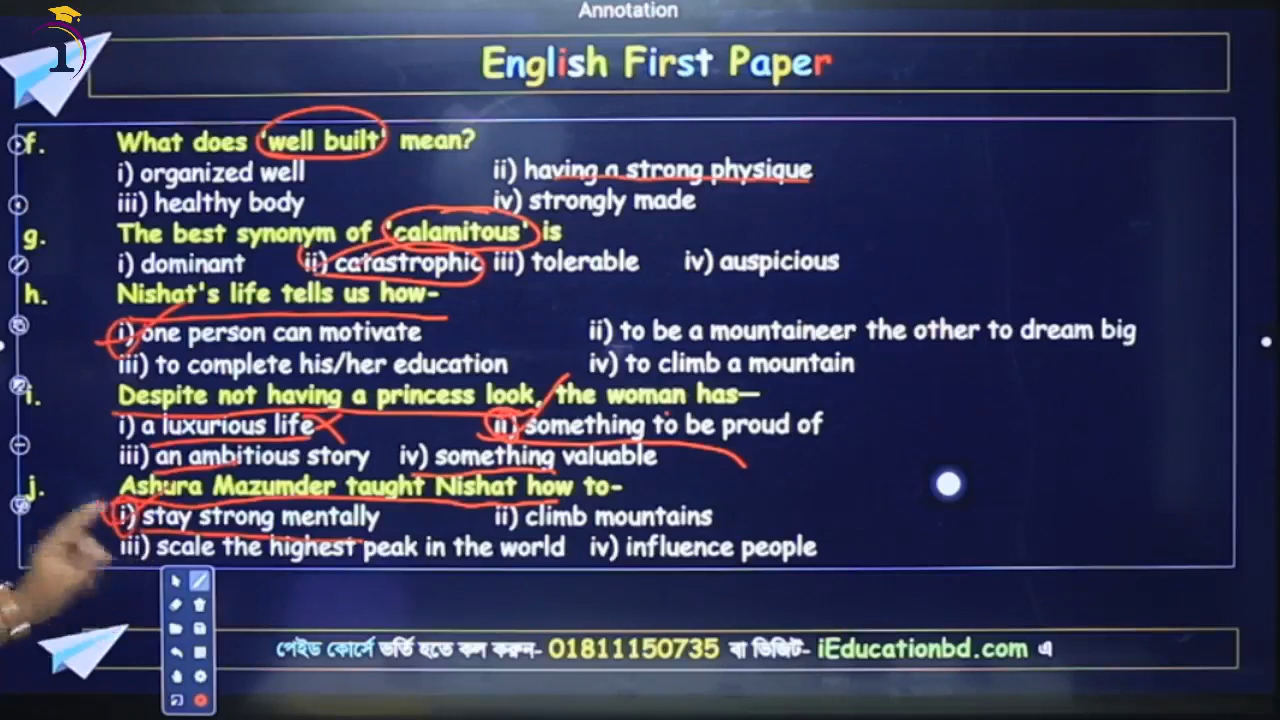 Annotation
English First Paper
f. What does 'well built' mean?
i) organized well ii) having a strong physique
iii) healthy body iv) strongly made
g. The best synonym of 'calamitous' is
i) dominant ii) catastrophic iii) tolerable iv) auspicious
h. Nishat's life tells us how-
i) one person can motivate ii) to be a mountaineer the other to dream big
iii) to complete his/her education iv) to climb a mountain
i. Despite not having a princess look, the woman has—
i) a luxurious life ii) something to be proud of
iii) an ambitious story iv) something valuable
j. Ashura Mazumder taught Nishat how to-
i) stay strong mentally ii) climb mountains
iii) scale the highest peak in the world iv) influence people
পেইড কোর্সে ভর্তি হতে কল করুন- 01811150735 বা ভিজিট- iEducationbd.com এ